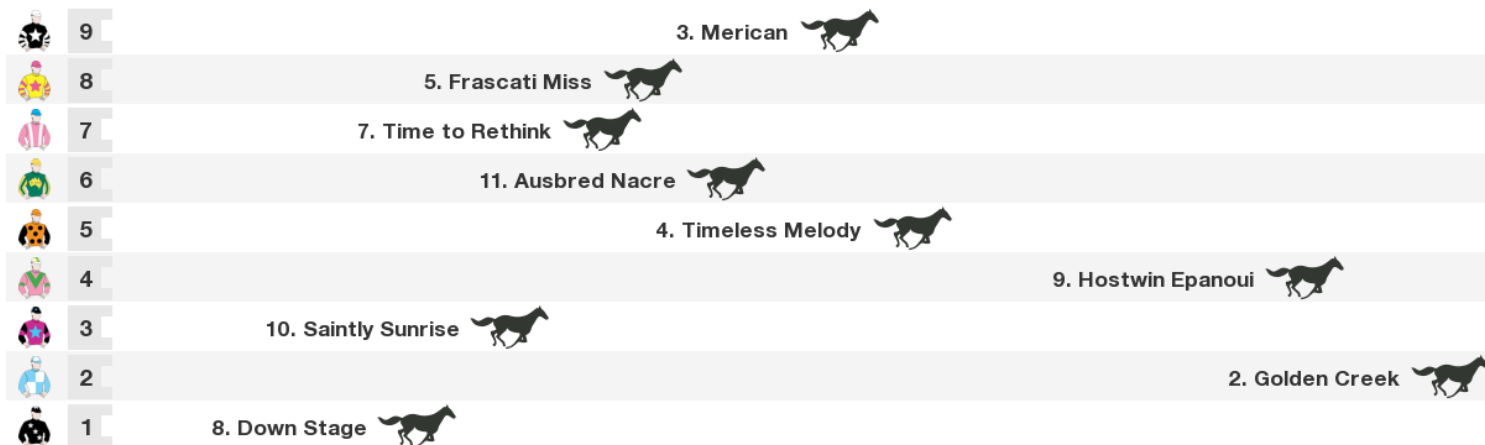 9 3. Merican
8 5. Frascati Miss
7 7. Time to Rethink
6 11. Ausbred Nacre
5 4. Timeless Melody
4 9. Hostwin Epanoui
3 10. Saintly Sunrise
2 2. Golden Creek
1 8. Down Stage